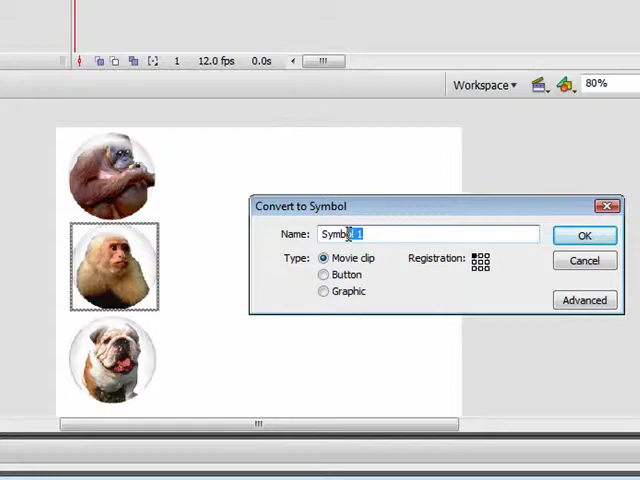 1 12.0 fps 0.0s
Workspace 80%
Convert to Symbol
Name: Symbol 1 OK
Type: Movie clip Registration: Cancel
Button
Graphic Advanced